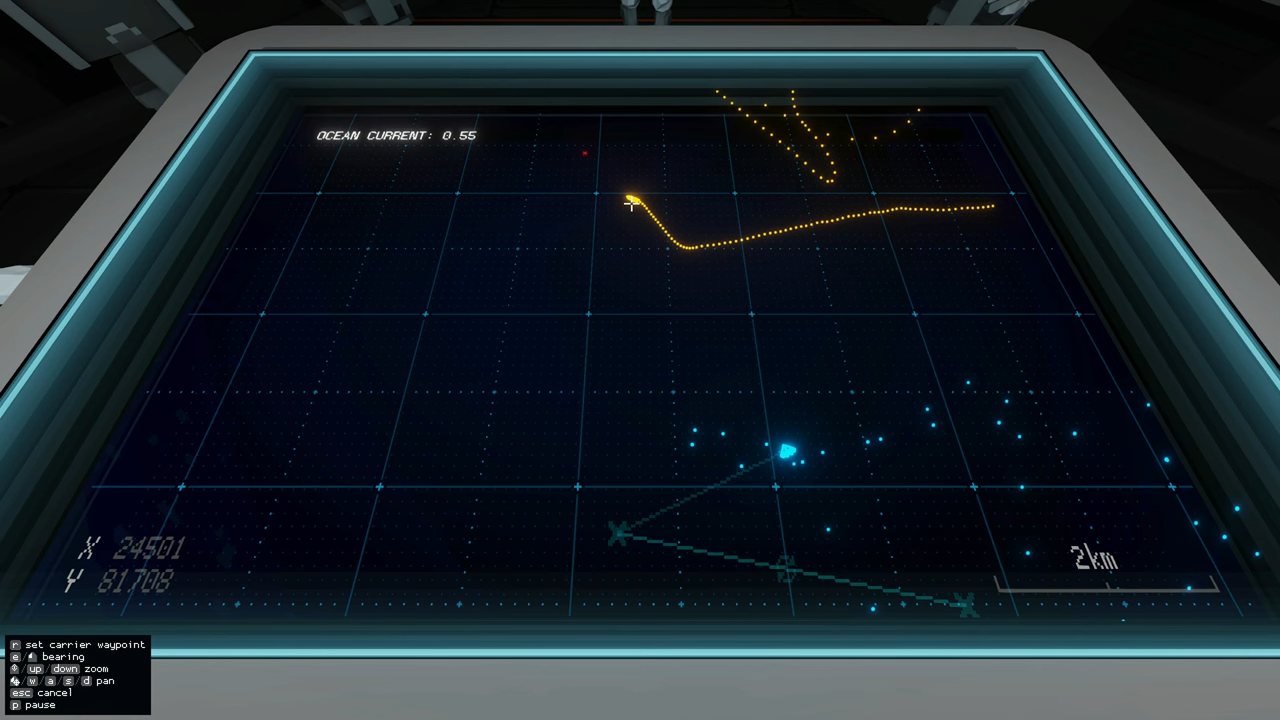 OCEAN CURRENT: 0.55
X 24501
Y 81708
2km
r set carrier waypoint
e / bearing
/ up / down zoom
/ w / a / s / d pan
esc cancel
p pause